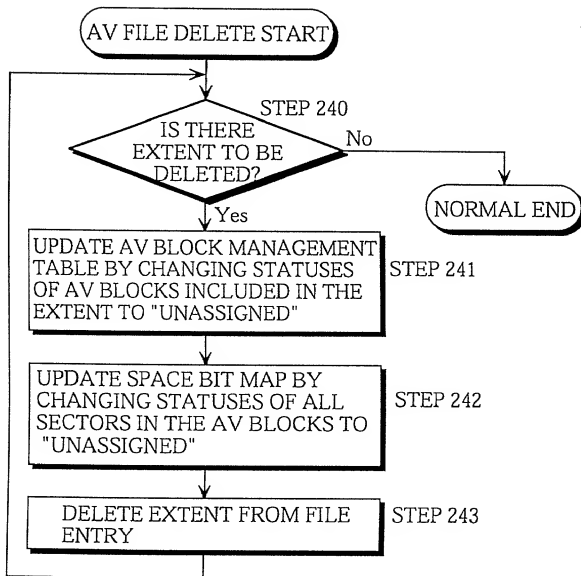 AV FILE DELETE START
STEP 240
IS THERE
EXTENT TO BE
DELETED?
No
NORMAL END
Yes
UPDATE AV BLOCK MANAGEMENT
TABLE BY CHANGING STATUSES
OF AV BLOCKS INCLUDED IN THE
EXTENT TO "UNASSIGNED"
STEP 241
UPDATE SPACE BIT MAP BY
CHANGING STATUSES OF ALL
SECTORS IN THE AV BLOCKS TO
"UNASSIGNED"
STEP 242
DELETE EXTENT FROM FILE
ENTRY
STEP 243